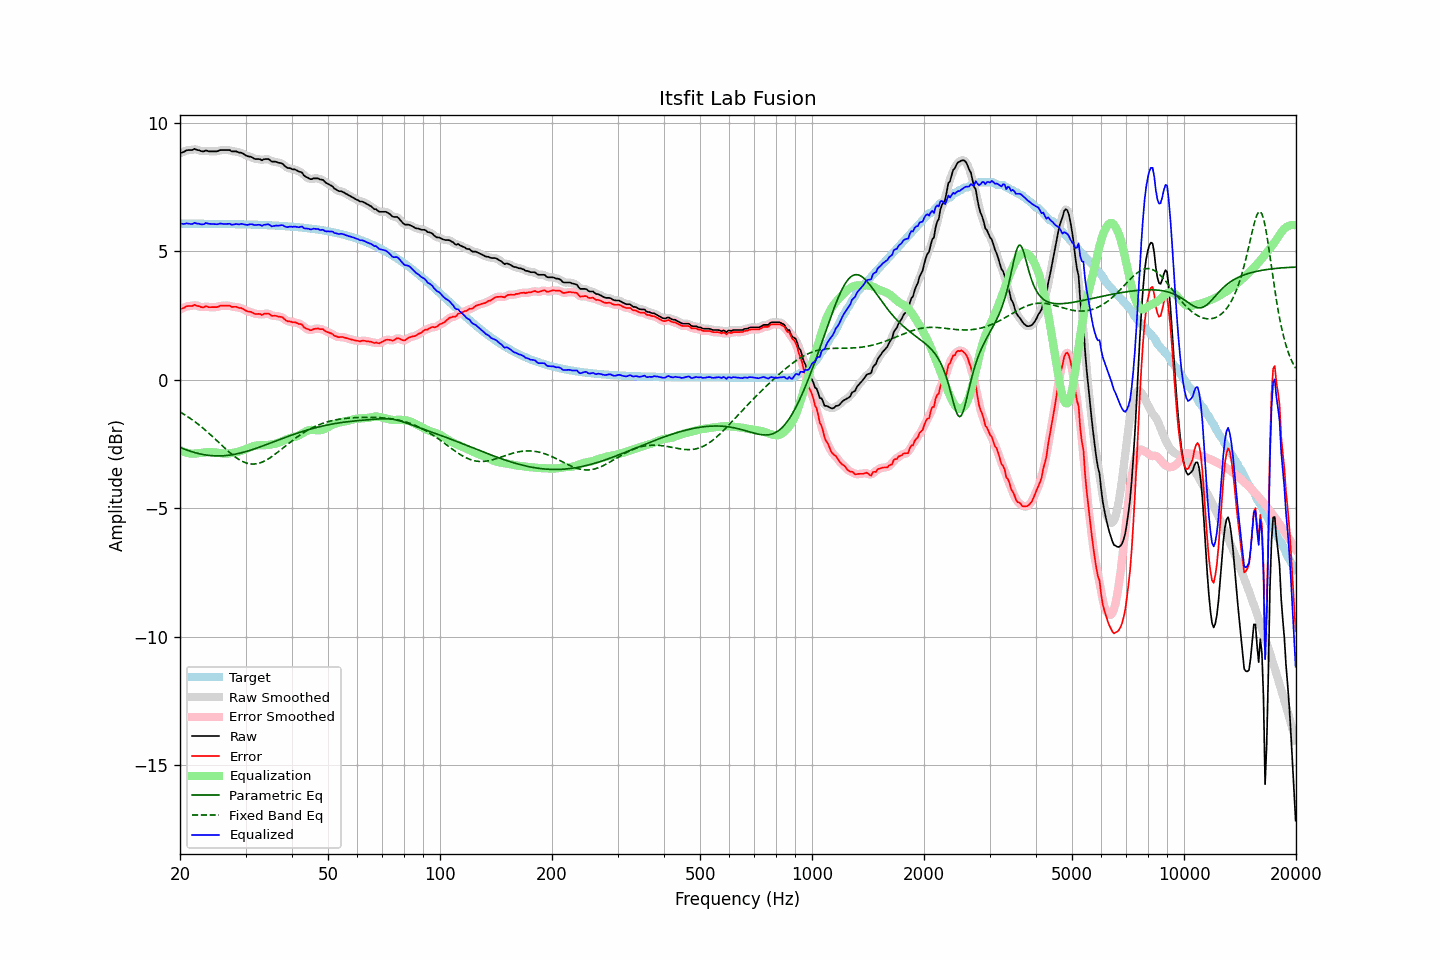 Itsfit Lab Fusion
Amplitude (dBr)
10
5
0
−5
−10
−15
Target
Raw Smoothed
Error Smoothed
Raw
Error
Equalization
Parametric Eq
Fixed Band Eq
Equalized
20 50 100 200 500 1000 2000 5000 10000 20000
Frequency (Hz)